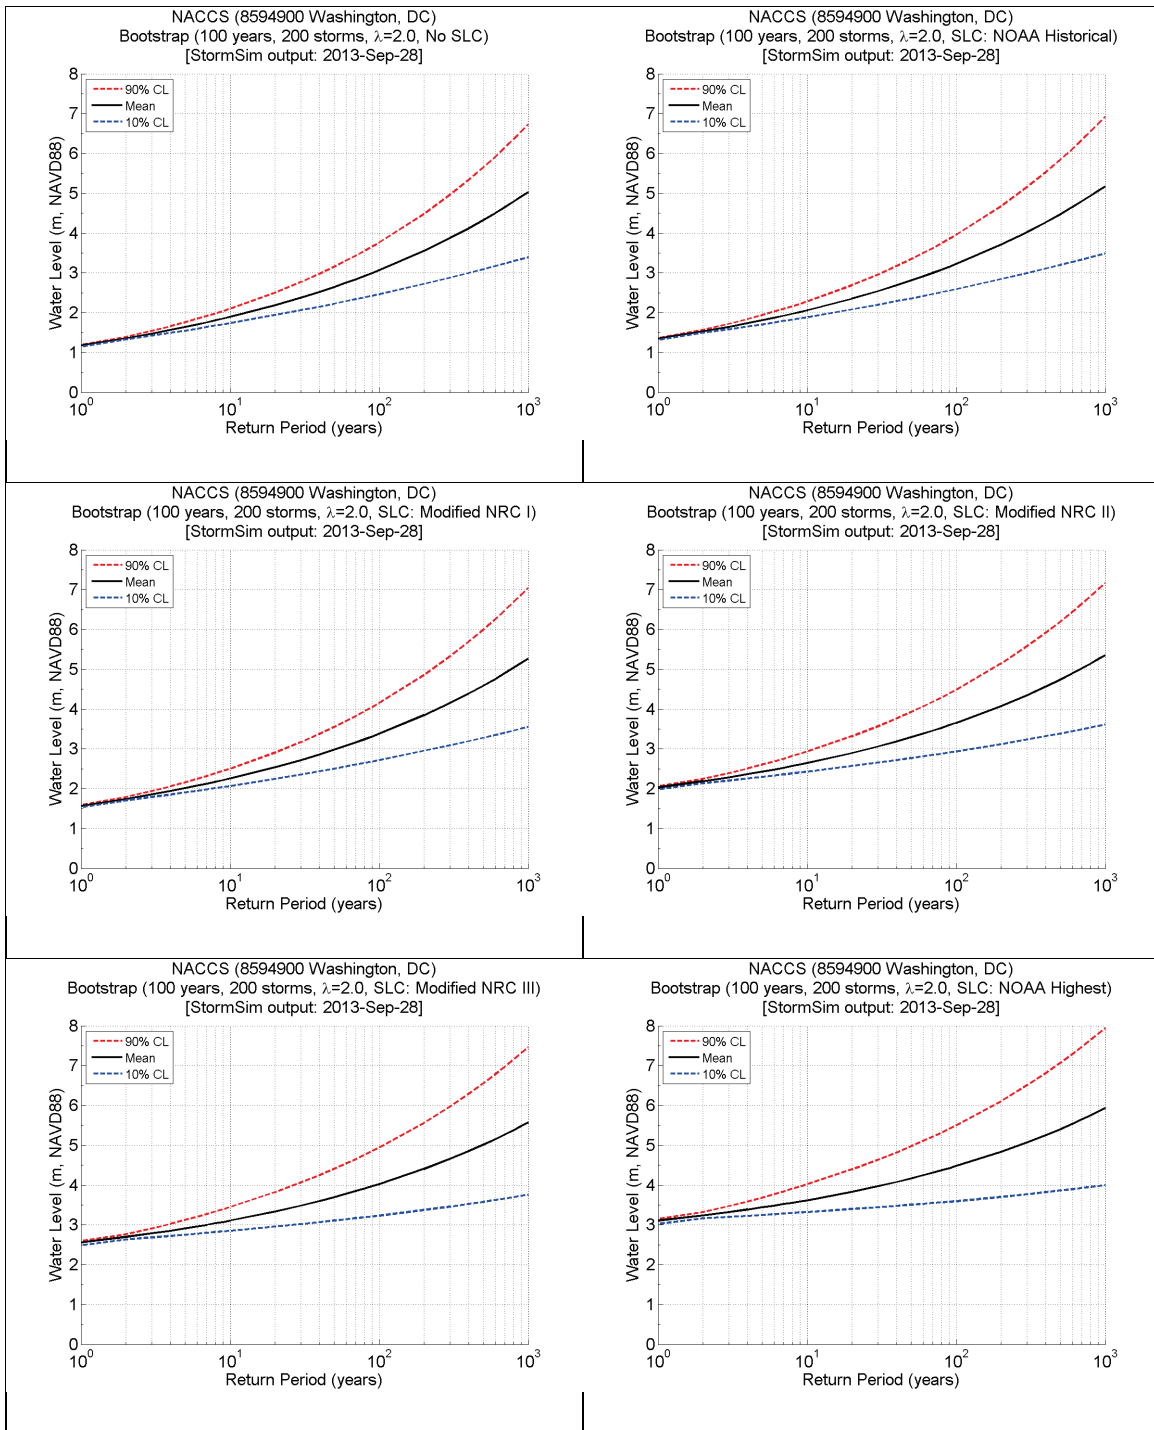 NACCS (8594900 Washington, DC)
Bootstrap (100 years, 200 storms, λ=2.0, No SLC)
[StormSim output: 2013-Sep-28]
8
7
6
5
4
3
2
1
0
Water Level (m, NAVD88)
90% CL
Mean
10% CL
10^0
10^1
10^2
10^3
Return Period (years)
NACCS (8594900 Washington, DC)
Bootstrap (100 years, 200 storms, λ=2.0, SLC: NOAA Historical)
[StormSim output: 2013-Sep-28]
8
7
6
5
4
3
2
1
0
Water Level (m, NAVD88)
90% CL
Mean
10% CL
10^0
10^1
10^2
10^3
Return Period (years)
NACCS (8594900 Washington, DC)
Bootstrap (100 years, 200 storms, λ=2.0, SLC: Modified NRC I)
[StormSim output: 2013-Sep-28]
8
7
6
5
4
3
2
1
0
Water Level (m, NAVD88)
90% CL
Mean
10% CL
10^0
10^1
10^2
10^3
Return Period (years)
NACCS (8594900 Washington, DC)
Bootstrap (100 years, 200 storms, λ=2.0, SLC: Modified NRC II)
[StormSim output: 2013-Sep-28]
8
7
6
5
4
3
2
1
0
Water Level (m, NAVD88)
90% CL
Mean
10% CL
10^0
10^1
10^2
10^3
Return Period (years)
NACCS (8594900 Washington, DC)
Bootstrap (100 years, 200 storms, λ=2.0, SLC: Modified NRC III)
[StormSim output: 2013-Sep-28]
8
7
6
5
4
3
2
1
0
Water Level (m, NAVD88)
90% CL
Mean
10% CL
10^0
10^1
10^2
10^3
Return Period (years)
NACCS (8594900 Washington, DC)
Bootstrap (100 years, 200 storms, λ=2.0, SLC: NOAA Highest)
[StormSim output: 2013-Sep-28]
8
7
6
5
4
3
2
1
0
Water Level (m, NAVD88)
90% CL
Mean
10% CL
10^0
10^1
10^2
10^3
Return Period (years)